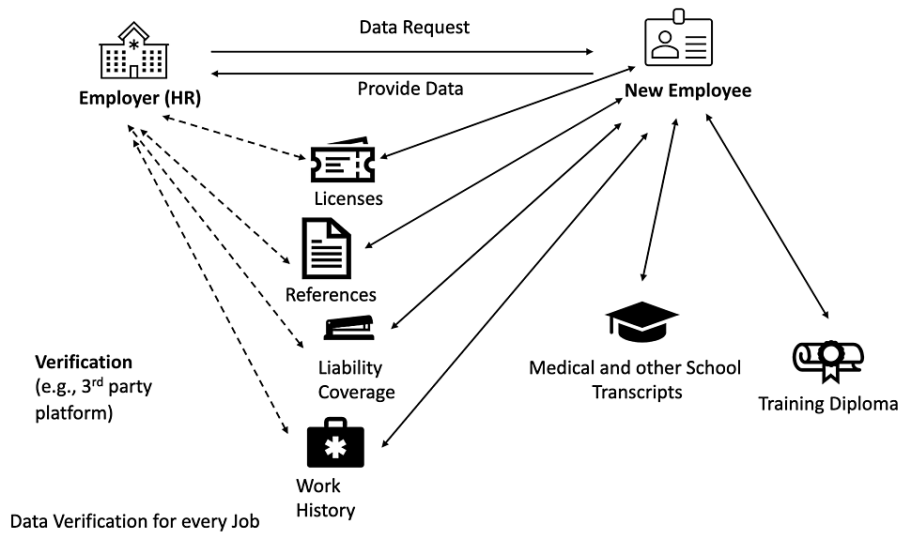 Data Request
Employer (HR)
Provide Data
New Employee
Licenses
References
Liability
Coverage
Work
History
Medical and other School
Transcripts
Training Diploma
Verification
(e.g., 3rd party
platform)
Data Verification for every Job